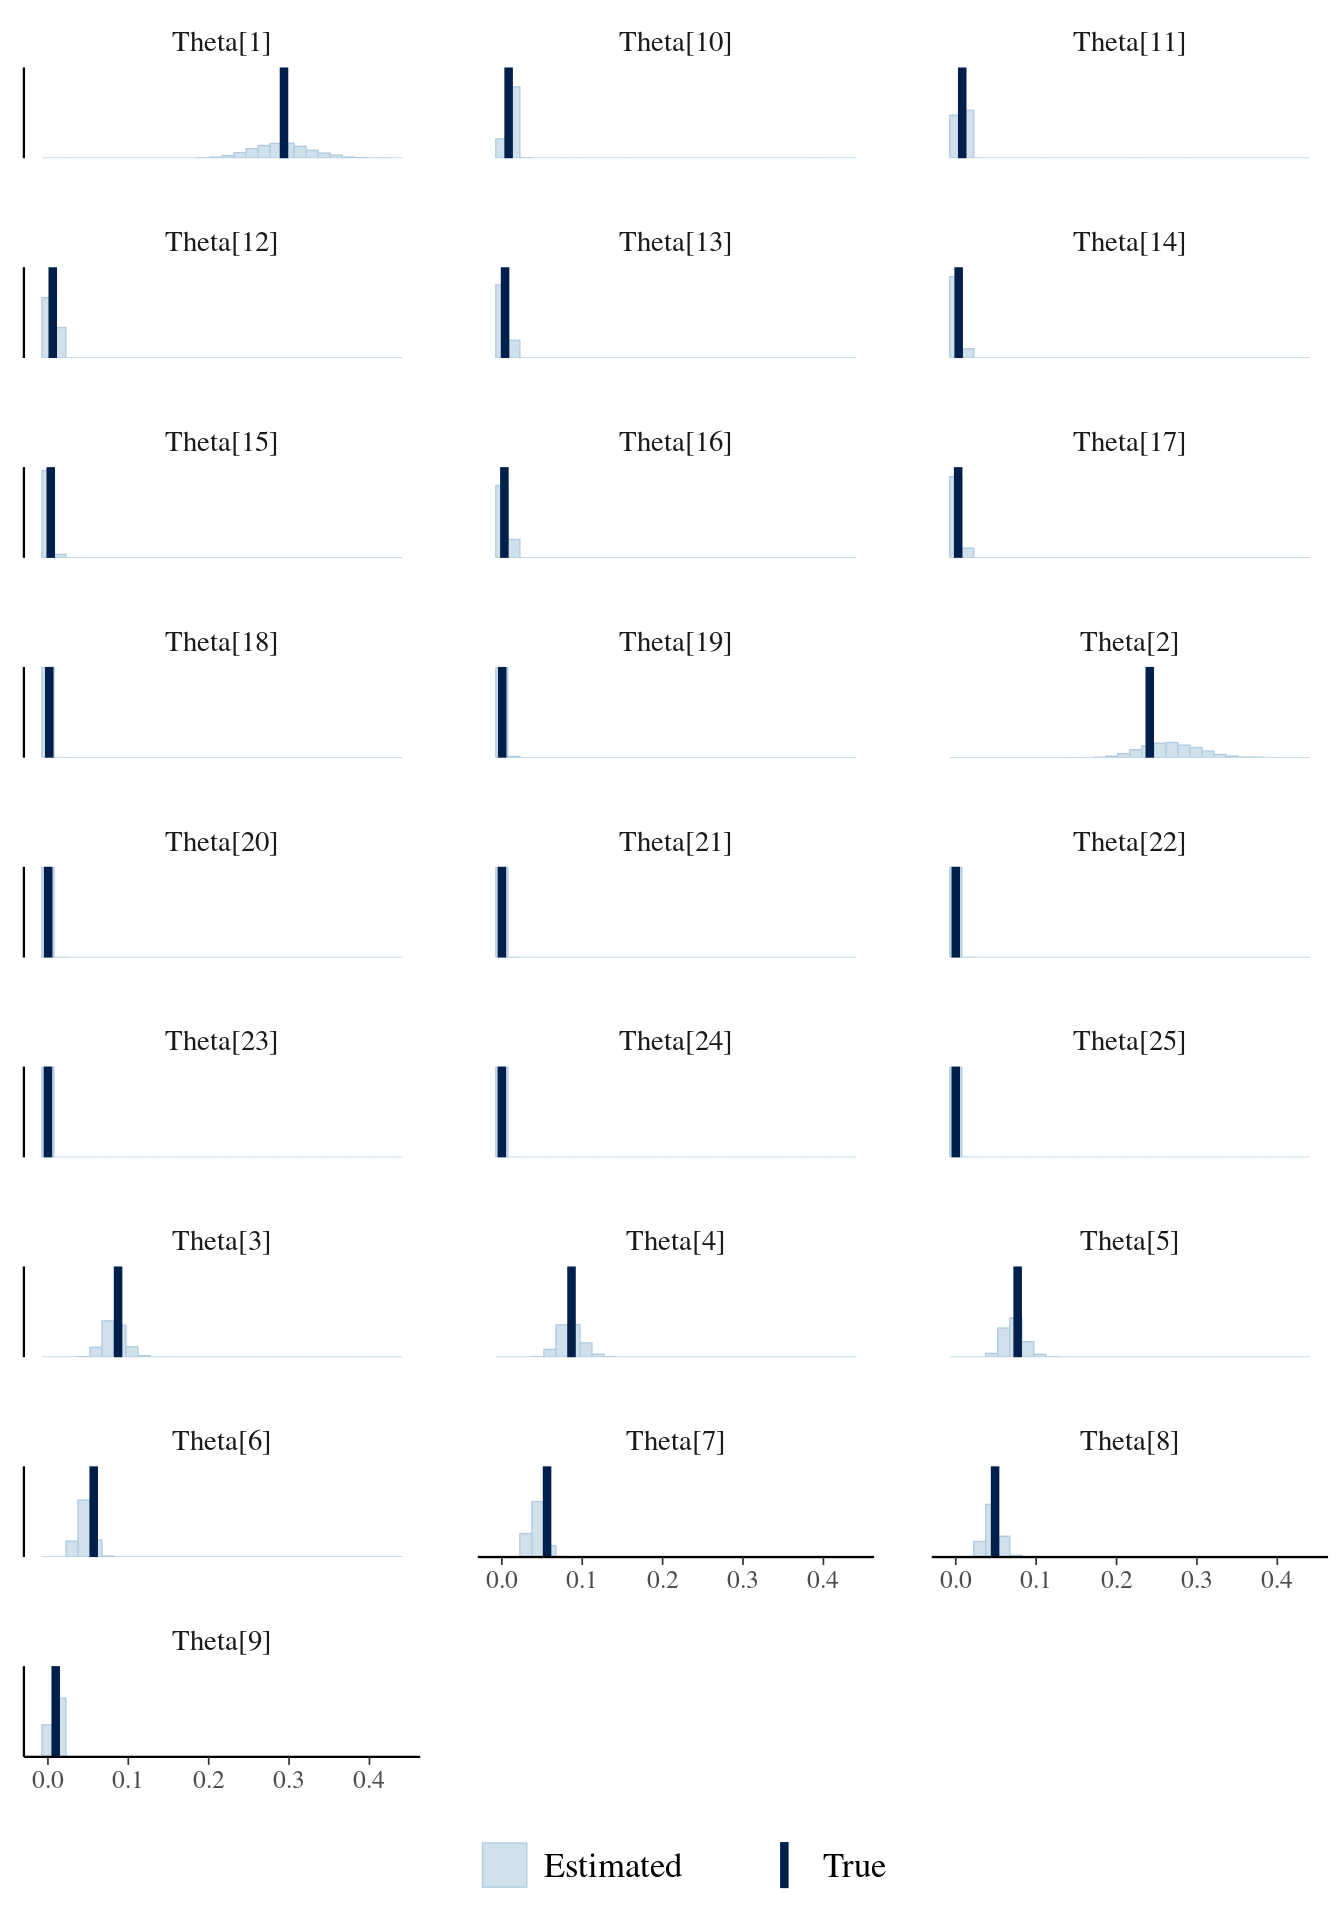 Theta[1] Theta[10] Theta[11]
Theta[12] Theta[13] Theta[14]
Theta[15] Theta[16] Theta[17]
Theta[18] Theta[19] Theta[2]
Theta[20] Theta[21] Theta[22]
Theta[23] Theta[24] Theta[25]
Theta[3] Theta[4] Theta[5]
Theta[6] Theta[7] Theta[8]
0.0 0.1 0.2 0.3 0.4 0.0 0.1 0.2 0.3 0.4
Theta[9]
0.0 0.1 0.2 0.3 0.4
Estimated True